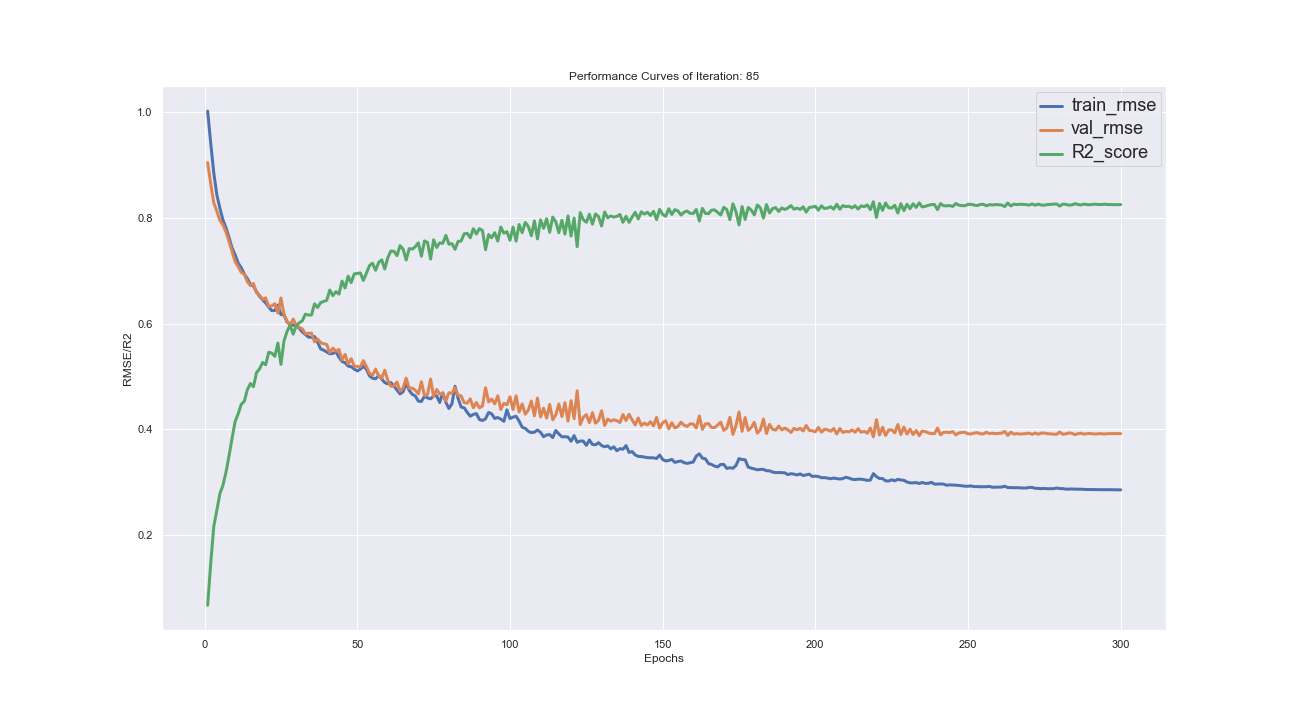 Performance Curves of Iteration: 85
train_rmse
val_rmse
R2_score
RMSE/R2
1.0
0.8
0.6
0.4
0.2
0 50 100 150 200 250 300
Epochs